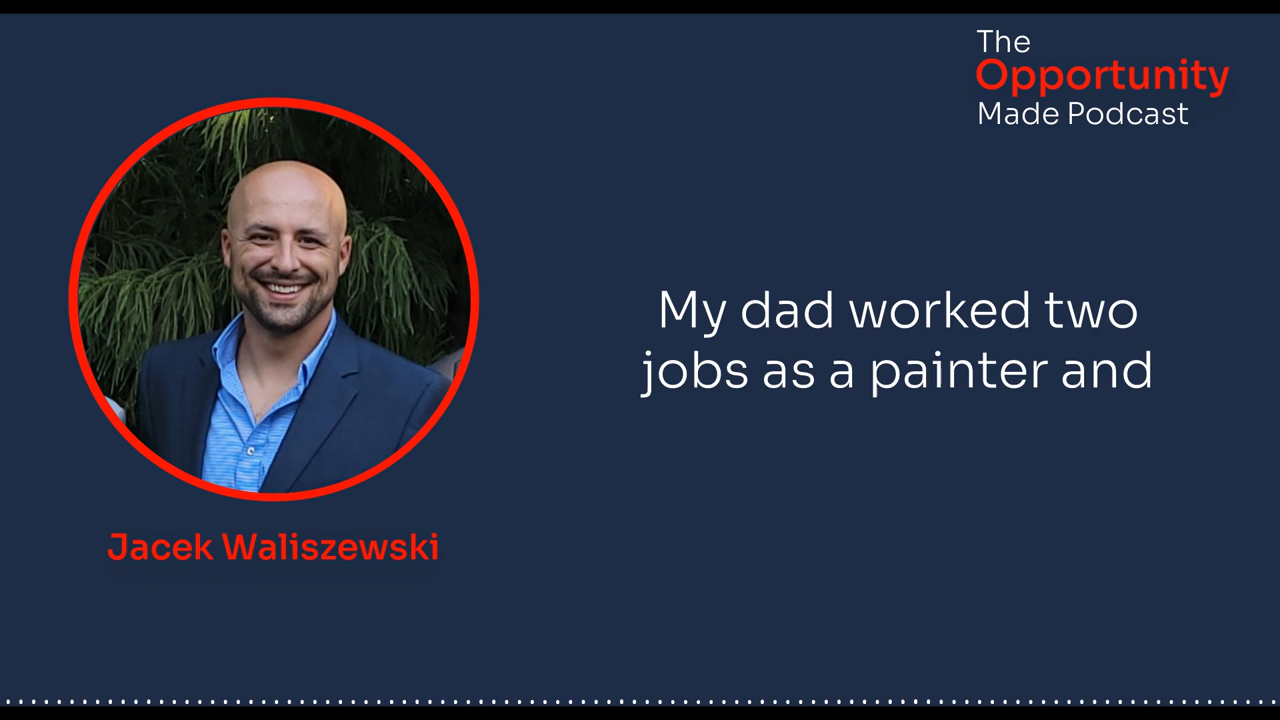 The
Opportunity
Made Podcast
My dad worked two
jobs as a painter and
Jacek Waliszewski